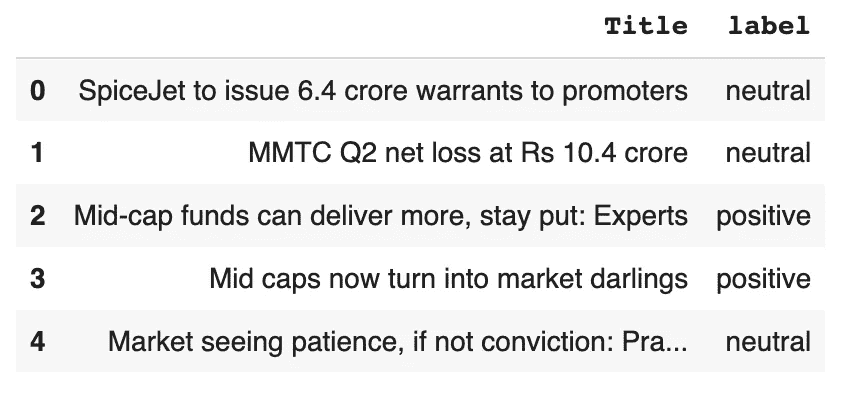 Title label
0 SpiceJet to issue 6.4 crore warrants to promoters neutral
1 MMTC Q2 net loss at Rs 10.4 crore neutral
2 Mid-cap funds can deliver more, stay put: Experts positive
3 Mid caps now turn into market darlings positive
4 Market seeing patience, if not conviction: Pra... neutral